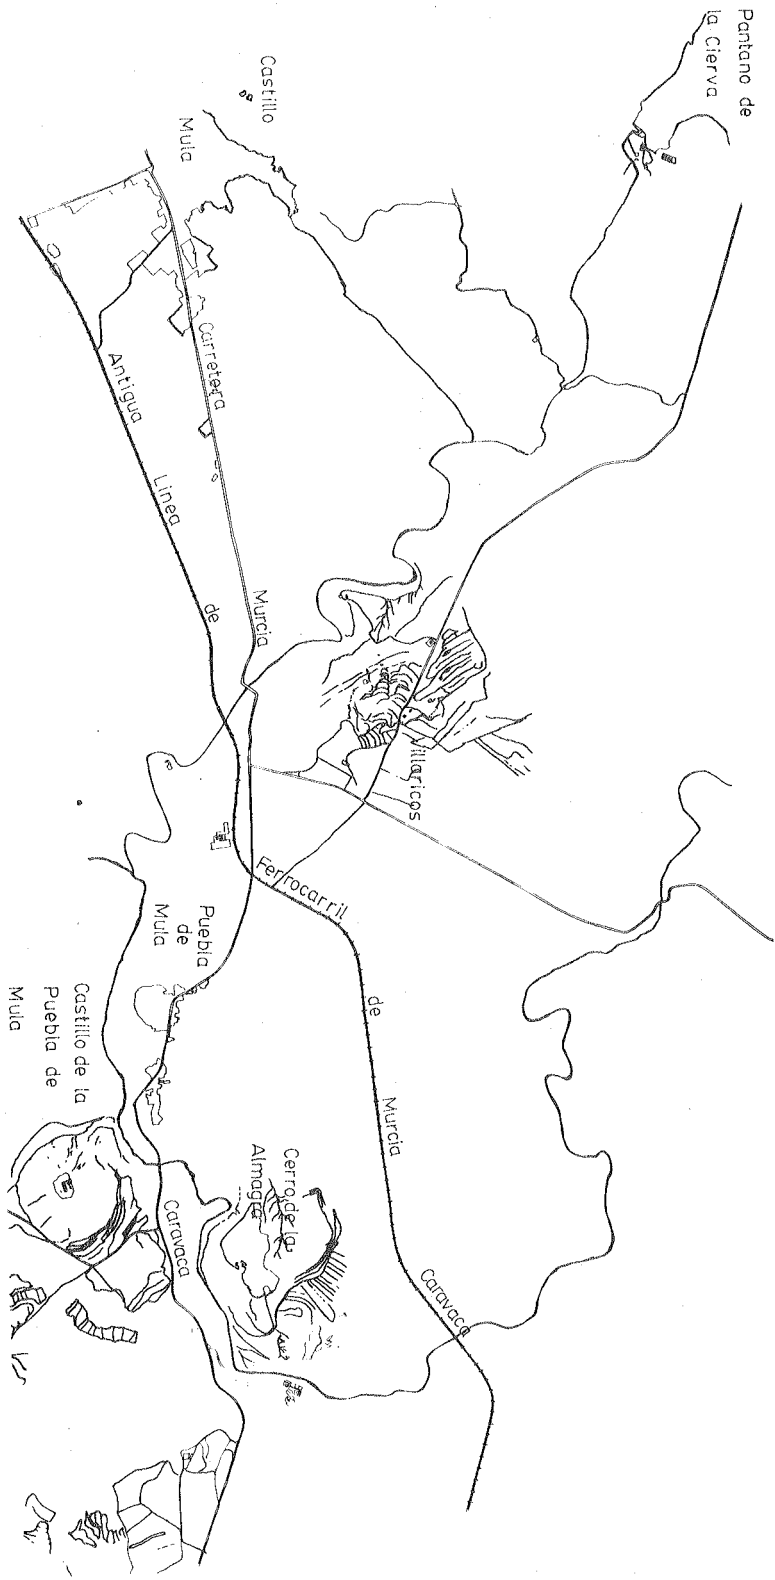 Pantano de
la Cierva
Castillo
Mula
Carretera
Murcia
Antigua
Linea
de
Villaricos
Ferrocarril
de
Murcia
Caravaca
Puebla
de
Mula
Castillo de la
Puebla de
Mula
Cerro de la
Almagra
Caravaca